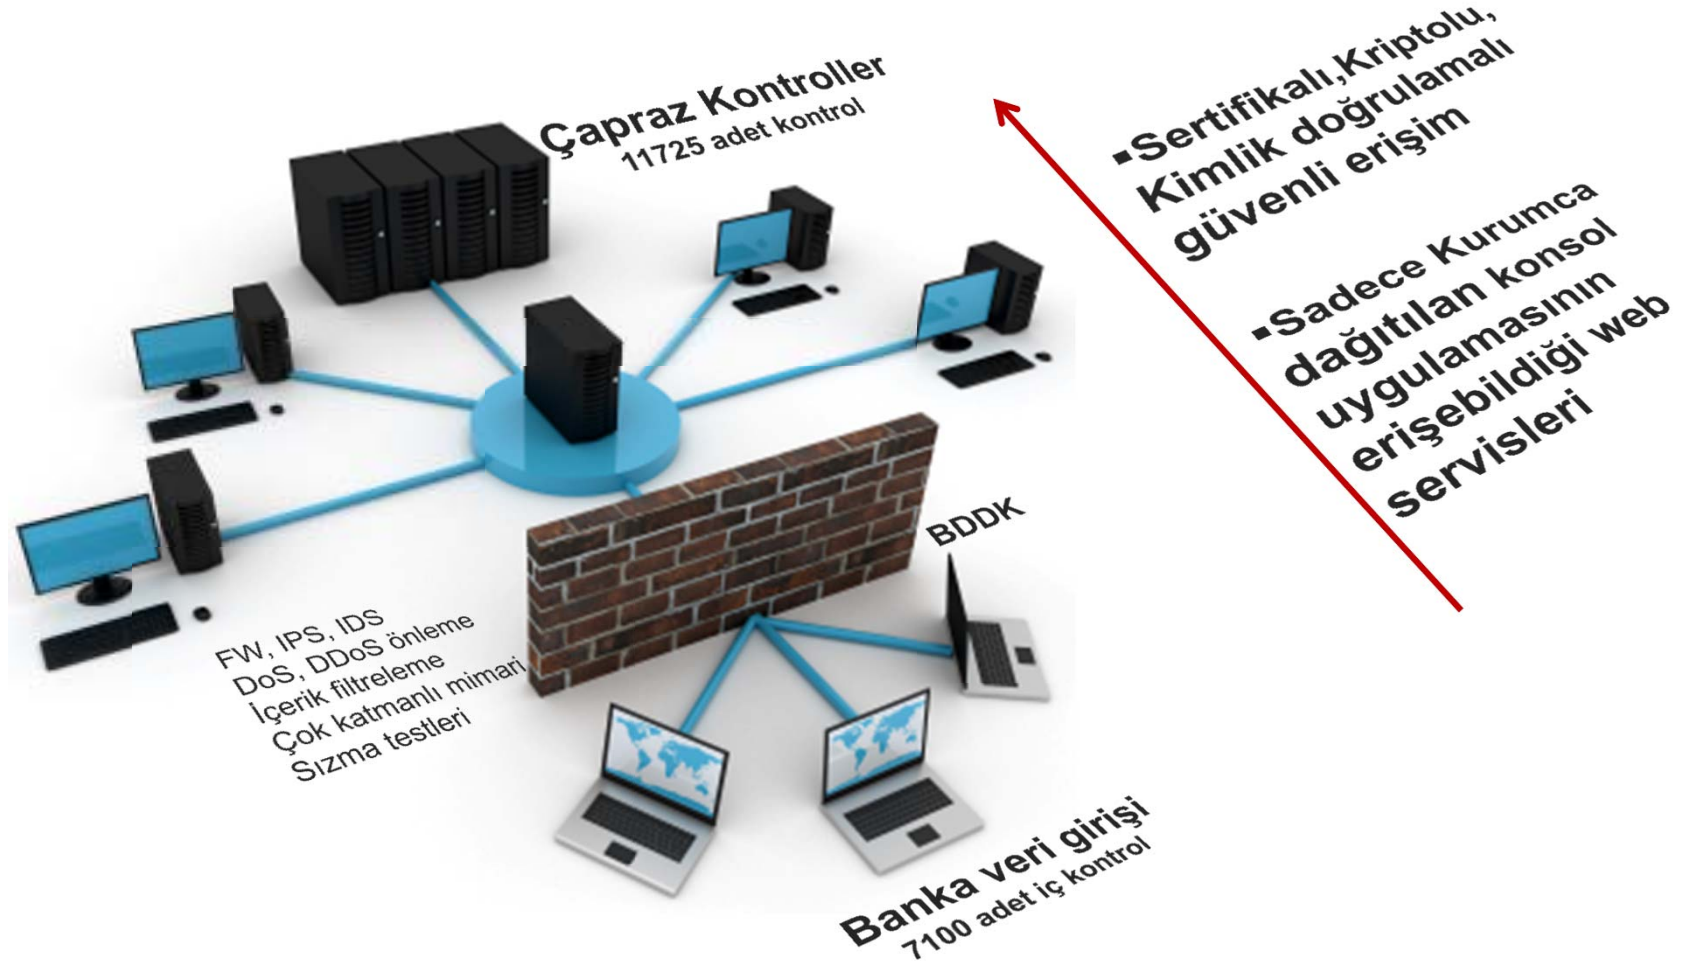 Çapraz Kontroller
11725 adet kontrol
▪Sertifikalı,Kriptolu,
Kimlik doğrulamalı
güvenli erişim
▪Sadece Kurumca
dağıtılan konsol
uygulamasının
erişebildiği web
servisleri
BDDK
FW, IPS, IDS
DoS, DDoS önleme
İçerik filtreleme
Çok katmanlı mimari
Sızma testleri
Banka veri girişi
7100 adet iç kontrol